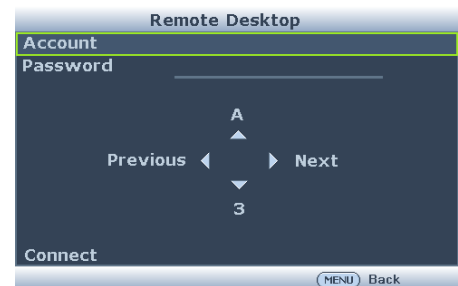 Remote Desktop
Account
Password
A
Previous Next
3
Connect
MENU Back